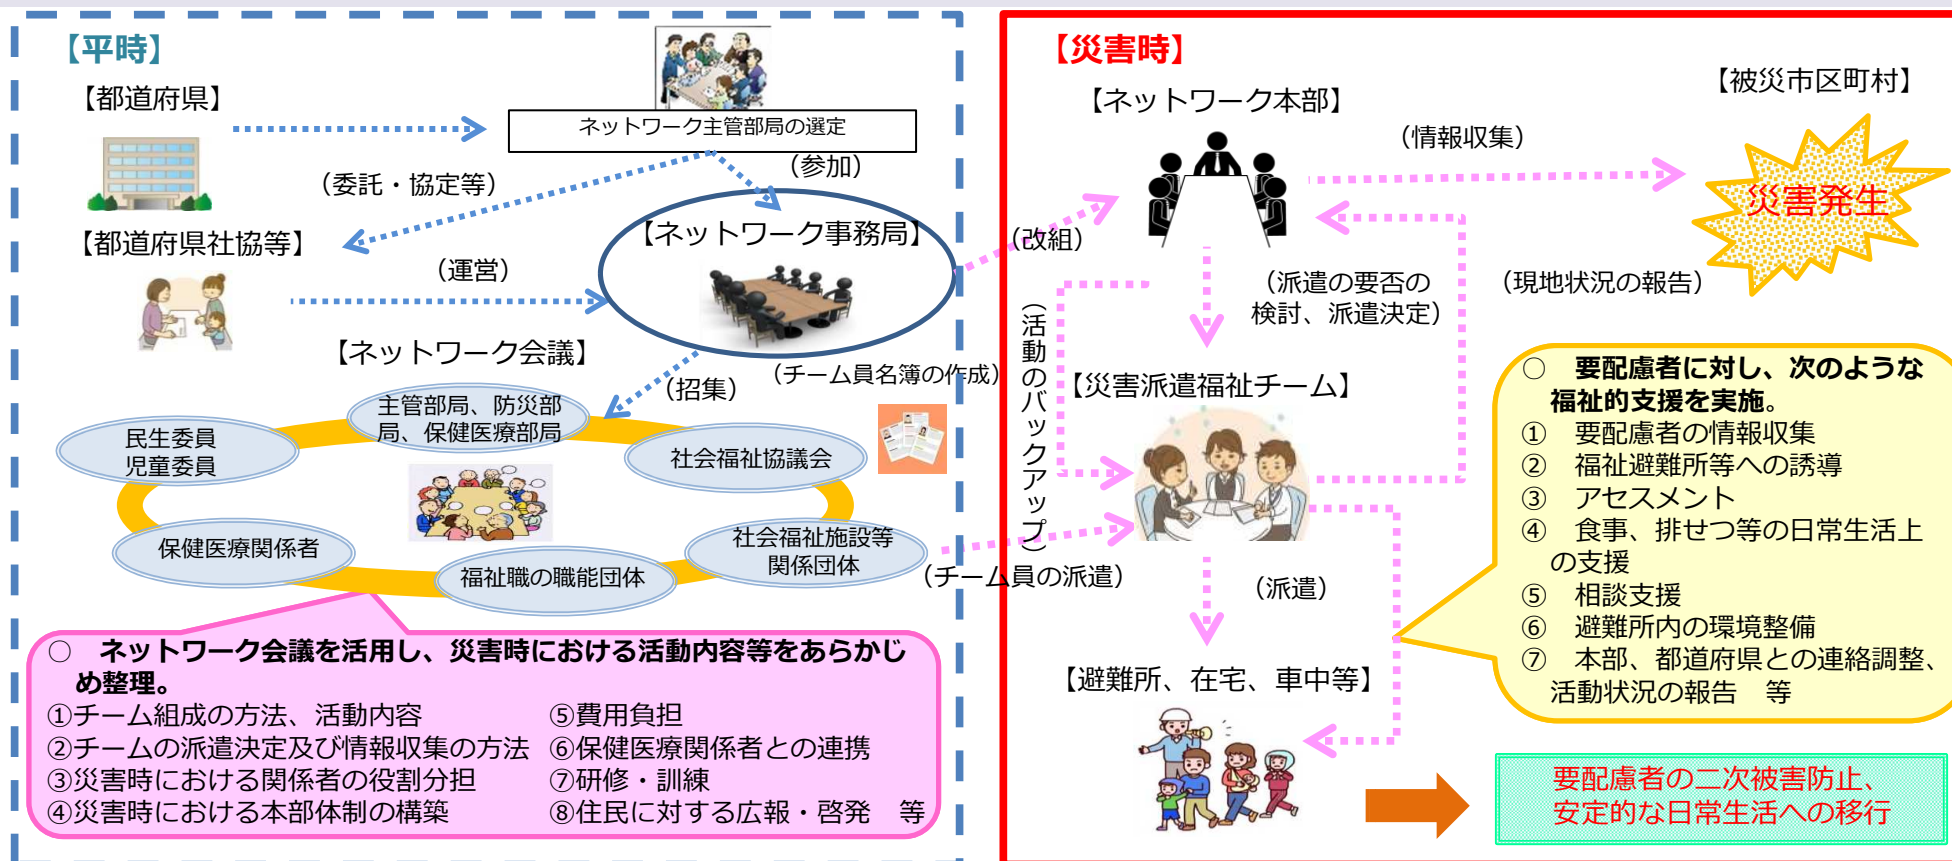 【平時】
【都道府県】
ネットワーク主管部局の選定
（委託・協定等）
（参加）
【都道府県社協等】
【ネットワーク事務局】
（運営）
【ネットワーク会議】
（招集）
（チーム員名簿の作成）
主管部局、防災部
局、保健医療部局
民生委員
児童委員
社会福祉協議会
保健医療関係者
福祉職の職能団体
社会福祉施設等
関係団体
○　ネットワーク会議を活用し、災害時における活動内容等をあらかじ
め整理。
①チーム組成の方法、活動内容
②チームの派遣決定及び情報収集の方法
③災害時における関係者の役割分担
④災害時における本部体制の構築
⑤費用負担
⑥保健医療関係者との連携
⑦研修・訓練
⑧住民に対する広報・啓発　等
【災害時】
【ネットワーク本部】
【被災市区町村】
（情報収集）
災害発生
（改組）
（派遣の要否の
検討、派遣決定）
（現地状況の報告）
（活動のバックアップ）
【災害派遣福祉チーム】
（チーム員の派遣）
（派遣）
【避難所、在宅、車中等】
○　要配慮者に対し、次のような
福祉的支援を実施。
①　要配慮者の情報収集
②　福祉避難所等への誘導
③　アセスメント
④　食事、排せつ等の日常生活上
の支援
⑤　相談支援
⑥　避難所内の環境整備
⑦　本部、都道府県との連絡調整、
活動状況の報告　等
要配慮者の二次被害防止、
安定的な日常生活への移行